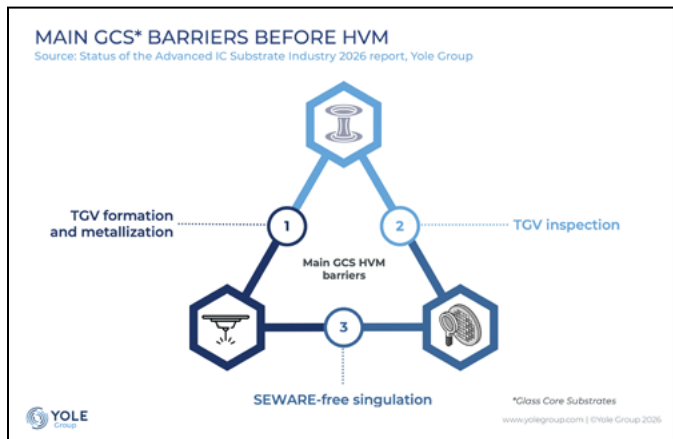 MAIN GCS* BARRIERS BEFORE HVM
Source: Status of the Advanced IC Substrate Industry 2026 report, Yole Group
TGV formation
and metallization
1
2
TGV inspection
Main GCS HVM
barriers
3
SEWARE-free singulation
*Glass Core Substrates
YOLE
Group
www.yolegroup.com | ©Yole Group 2026